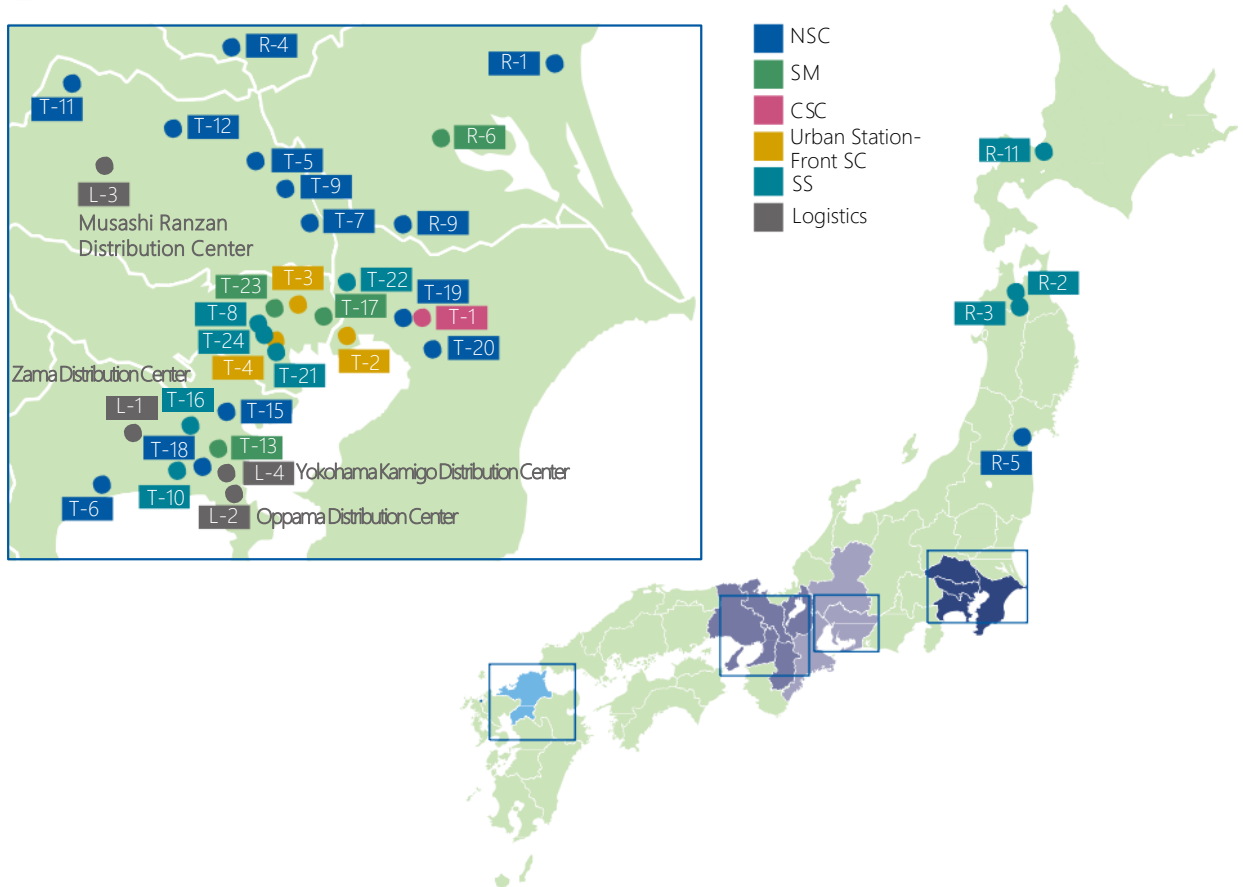 R-4
R-1
T-11
T-12
R-6
T-5
L-3
T-9
Musashi Ranzan
Distribution Center
T-7
R-9
T-3
T-22
T-23
T-19
T-8
T-17
T-1
T-24
T-20
T-4
T-2
T-21
Zama Distribution Center
T-16
L-1
T-15
T-18
T-13
L-4
Yokohama Kamigo Distribution Center
T-10
T-6
L-2
Oppama Distribution Center
NSC
SM
CSC
Urban Station-
Front SC
SS
Logistics
R-11
R-2
R-3
R-5